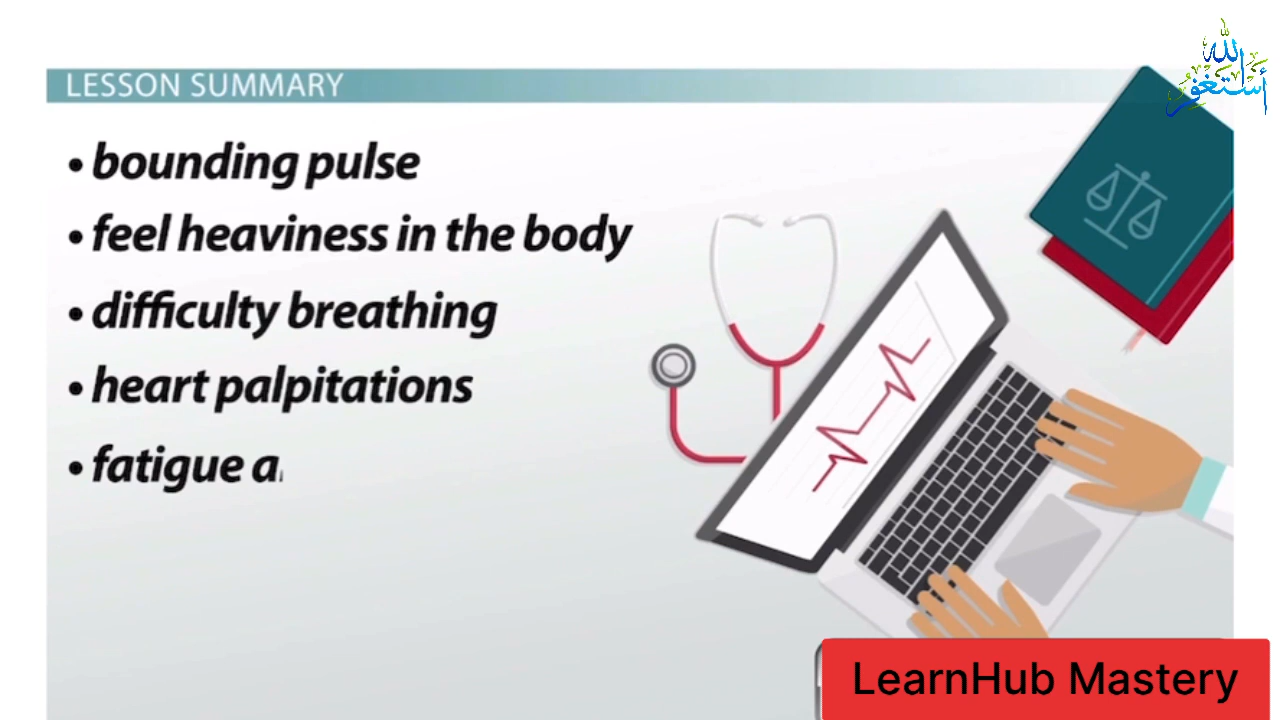 LESSON SUMMARY
• bounding pulse
• feel heaviness in the body
• difficulty breathing
• heart palpitations
• fatigue a
أستغفر الله
LearnHub Mastery